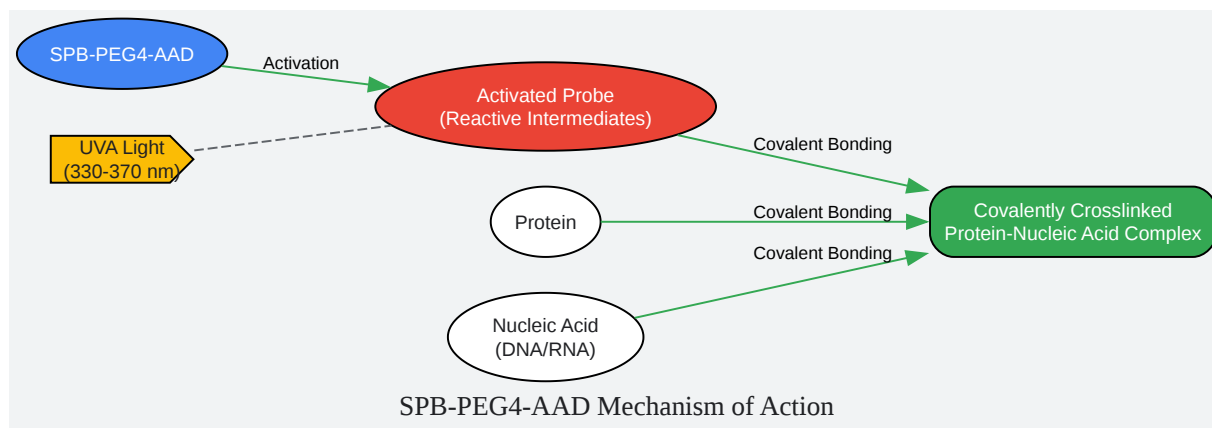 SPB-PEG4-AAD
Activation
UVA Light
(330-370 nm)
Activated Probe
(Reactive Intermediates)
Covalent Bonding
Protein
Covalent Bonding
Covalently Crosslinked
Protein-Nucleic Acid Complex
Covalent Bonding
Nucleic Acid
(DNA/RNA)
SPB-PEG4-AAD Mechanism of Action